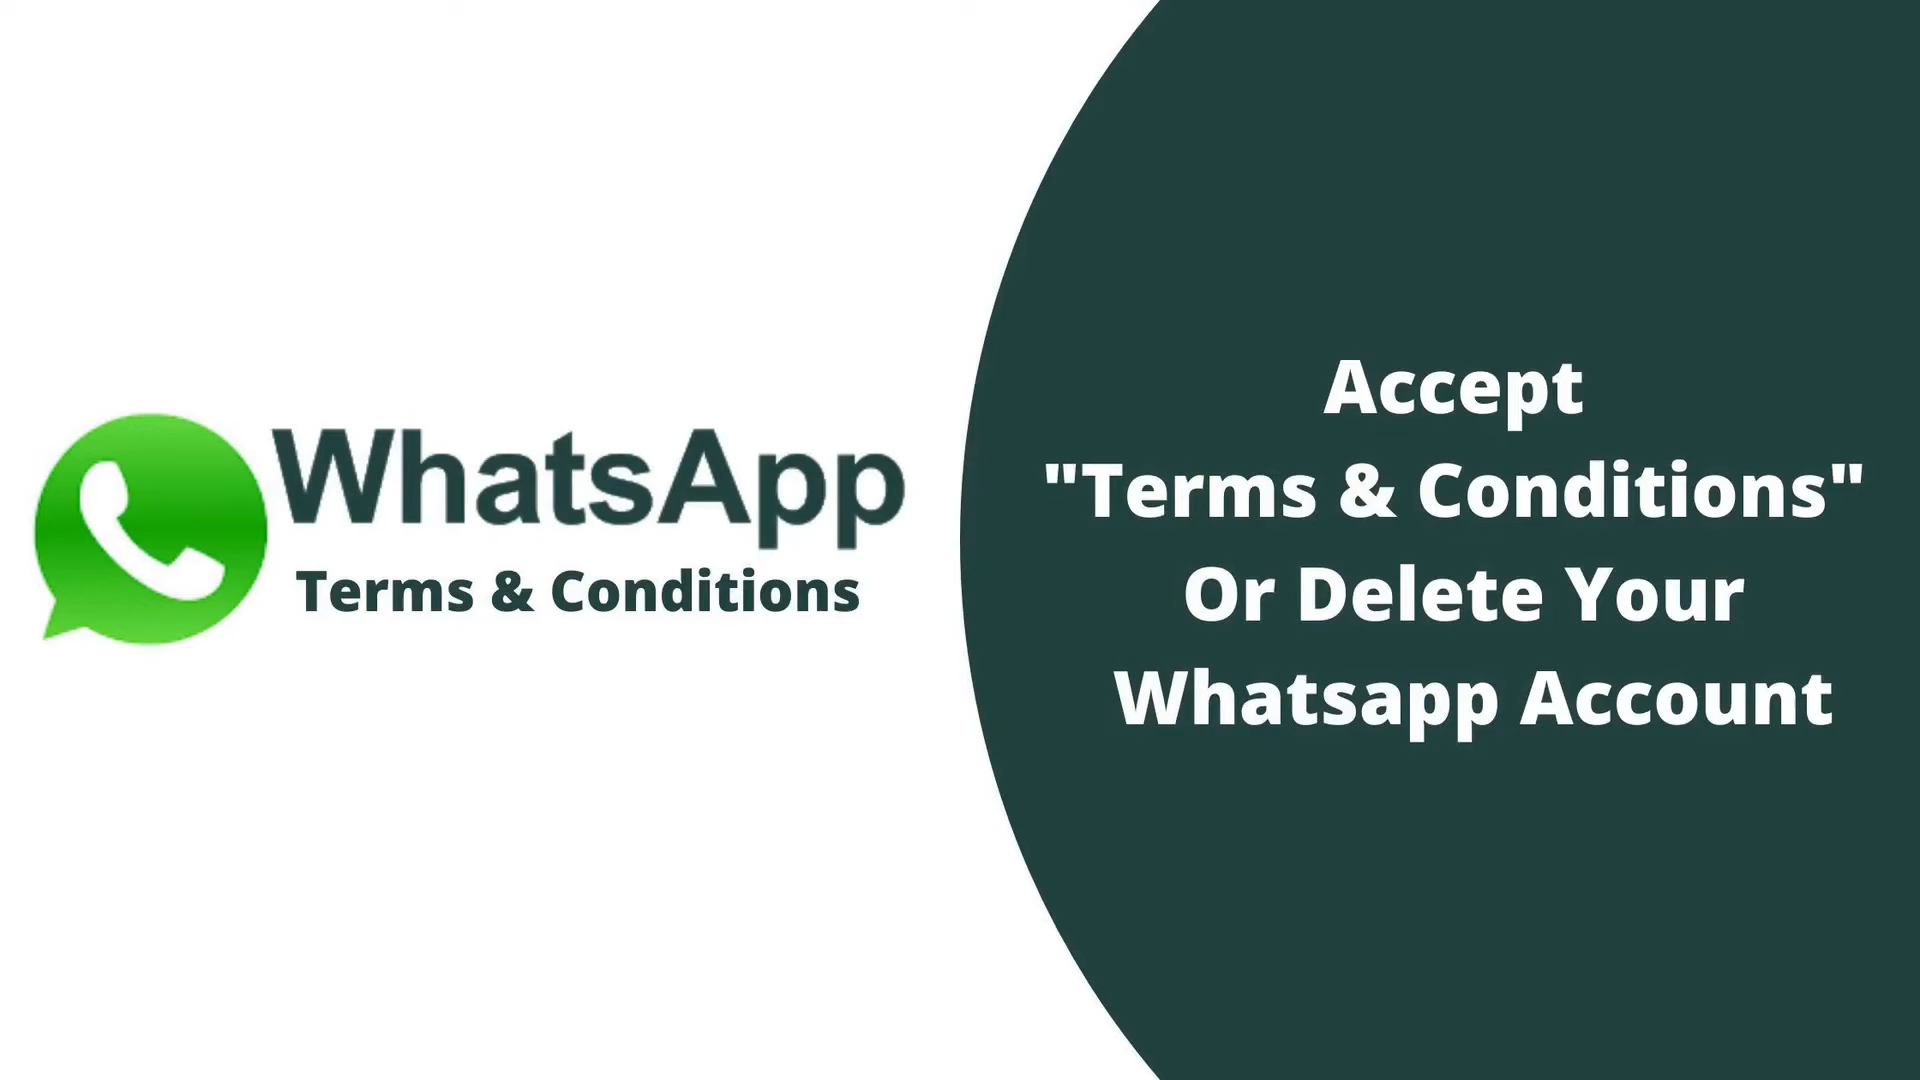 WhatsApp
Terms & Conditions
Accept
"Terms & Conditions"
Or Delete Your
Whatsapp Account